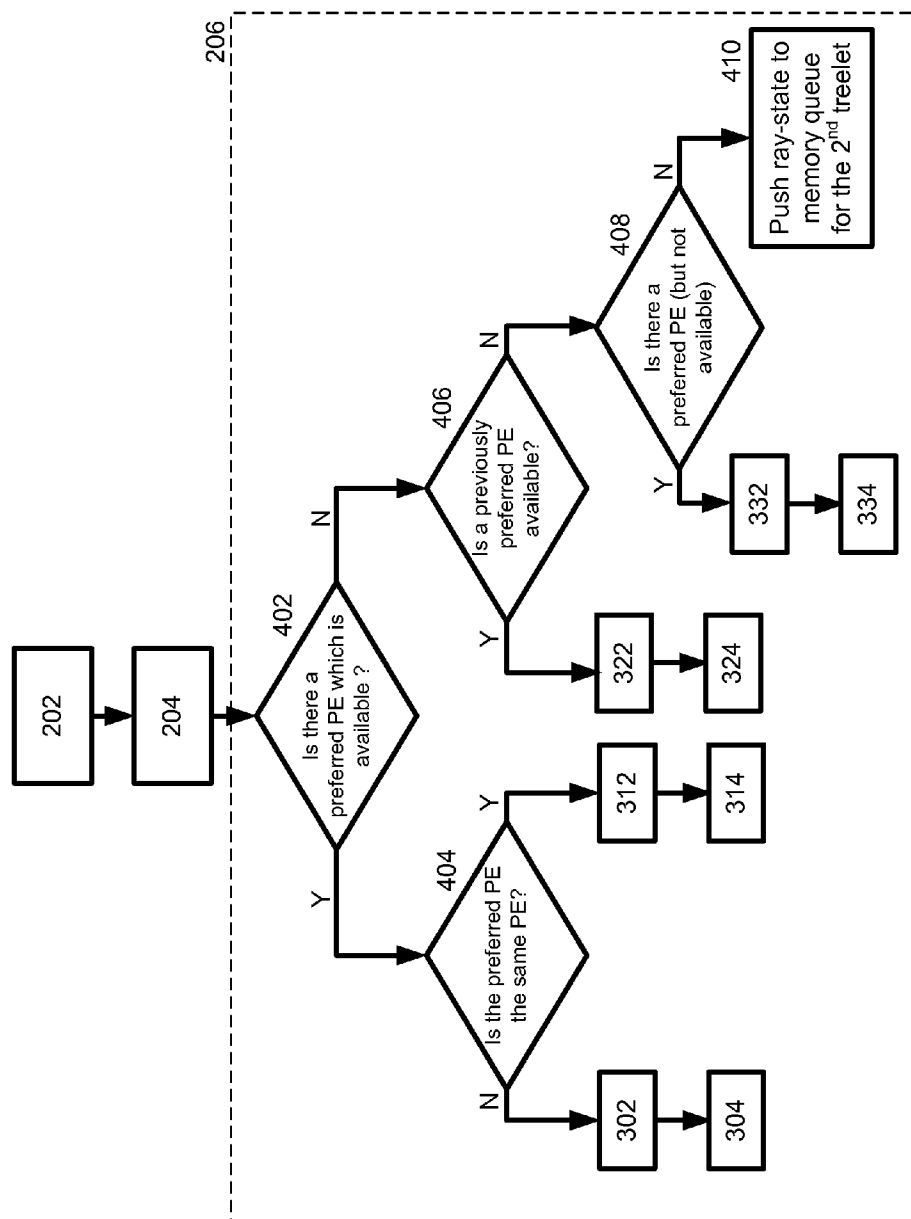 202
204
206
402
Is there a
preferred PE which is
available ?
Y
N
404
Is the preferred PE
the same PE?
N
Y
302
304
312
314
406
Is a previously
preferred PE
available?
Y
N
322
324
408
Is there a
preferred PE (but not
available)
Y
N
332
334
410
Push ray-state to
memory queue
for the 2nd treelet